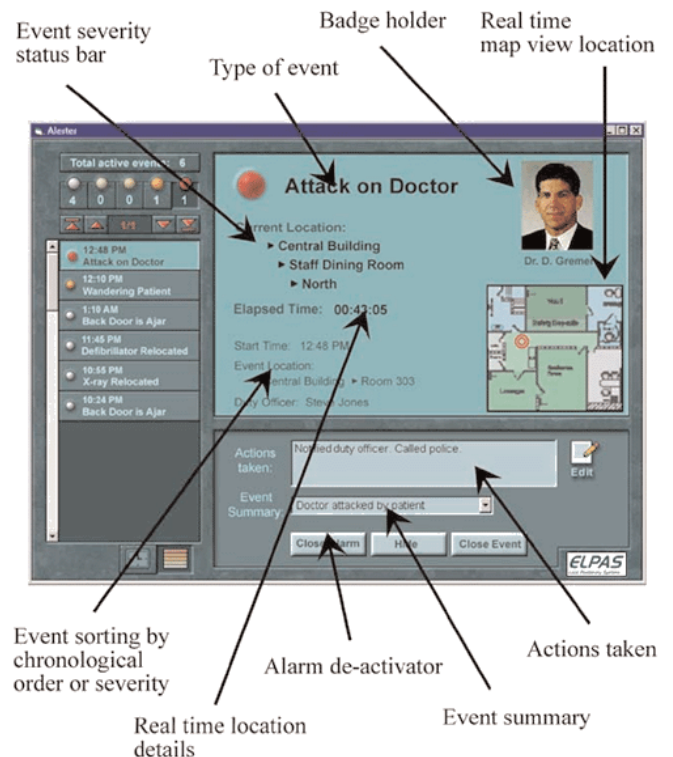 Event severity
status bar
Type of event
Badge holder
Real time
map view location
Alerter
Total active events: 6
4 0 0 1 1
1/1
12:48 PM
Attack on Doctor
12:10 PM
Wandering Patient
1:10 AM
Back Door is Ajar
11:45 PM
Defibrillator Relocated
10:55 PM
X-ray Relocated
10:24 PM
Back Door is Ajar
Attack on Doctor
Current Location:
Central Building
Staff Dining Room
North
Elapsed Time: 00:43:05
Start Time: 12:48 PM
Event Location:
Central Building ▸ Room 303
Duty Officer: Steve Jones
Dr. D. Gremer
Actions
taken:
Notified duty officer. Called police.
Edit
Event
Summary:
Doctor attacked by patient
Close Alarm
Hide
Close Event
ELPAS
Event sorting by
chronological
order or severity
Alarm de-activator
Actions taken
Real time location
details
Event summary